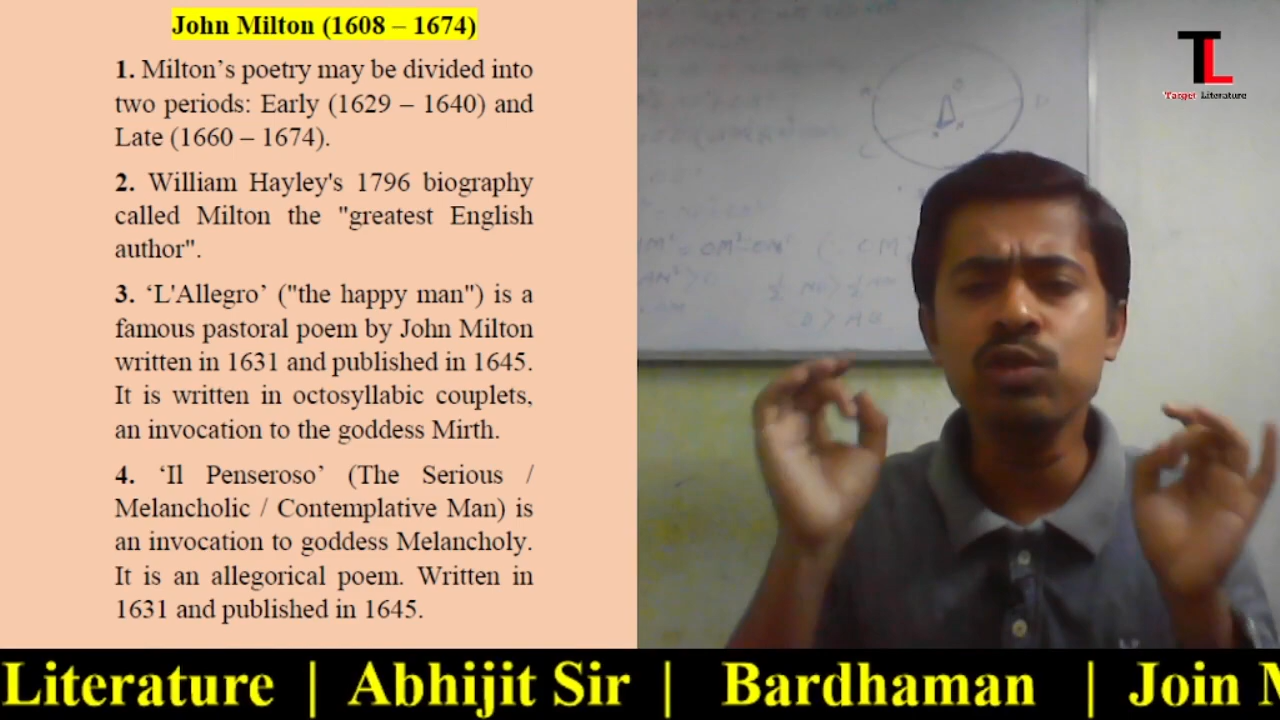 John Milton (1608 – 1674)
1. Milton’s poetry may be divided into
two periods: Early (1629 – 1640) and
Late (1660 – 1674).
2. William Hayley's 1796 biography
called Milton the "greatest English
author".
3. ‘L'Allegro’ ("the happy man") is a
famous pastoral poem by John Milton
written in 1631 and published in 1645.
It is written in octosyllabic couplets,
an invocation to the goddess Mirth.
4. ‘Il Penseroso’ (The Serious /
Melancholic / Contemplative Man) is
an invocation to goddess Melancholy.
It is an allegorical poem. Written in
1631 and published in 1645.
TL
Target Literature
Literature | Abhijit Sir | Bardhaman | Join